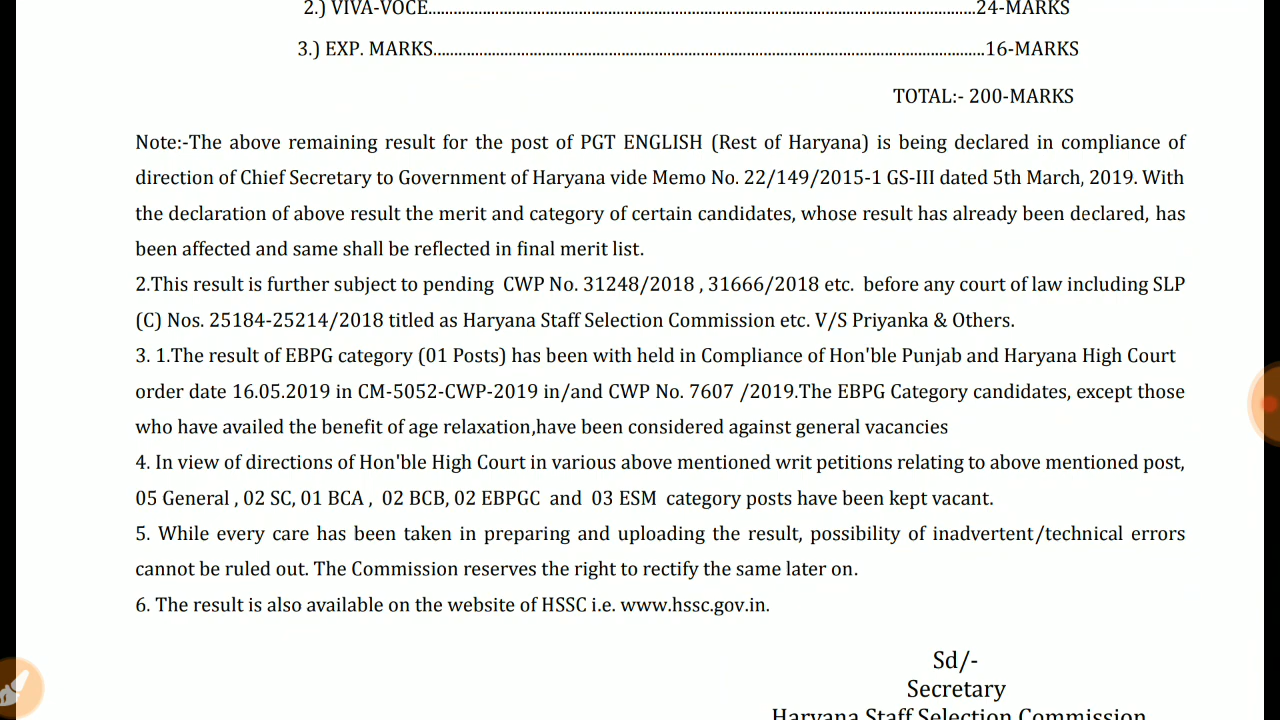 2.) VIVA-VOCE..................................................................................................................................24-MARKS
3.) EXP. MARKS...................................................................................................................................16-MARKS
TOTAL:- 200-MARKS
Note:-The above remaining result for the post of PGT ENGLISH (Rest of Haryana) is being declared in compliance of
direction of Chief Secretary to Government of Haryana vide Memo No. 22/149/2015-1 GS-III dated 5th March, 2019. With
the declaration of above result the merit and category of certain candidates, whose result has already been declared, has
been affected and same shall be reflected in final merit list.
2.This result is further subject to pending CWP No. 31248/2018 , 31666/2018 etc. before any court of law including SLP
(C) Nos. 25184-25214/2018 titled as Haryana Staff Selection Commission etc. V/S Priyanka & Others.
3. 1.The result of EBPG category (01 Posts) has been with held in Compliance of Hon'ble Punjab and Haryana High Court
order date 16.05.2019 in CM-5052-CWP-2019 in/and CWP No. 7607 /2019.The EBPG Category candidates, except those
who have availed the benefit of age relaxation,have been considered against general vacancies
4. In view of directions of Hon'ble High Court in various above mentioned writ petitions relating to above mentioned post,
05 General , 02 SC, 01 BCA , 02 BCB, 02 EBPGC and 03 ESM category posts have been kept vacant.
5. While every care has been taken in preparing and uploading the result, possibility of inadvertent/technical errors
cannot be ruled out. The Commission reserves the right to rectify the same later on.
6. The result is also available on the website of HSSC i.e. www.hssc.gov.in.
Sd/-
Secretary
Haryana Staff Selection Commission